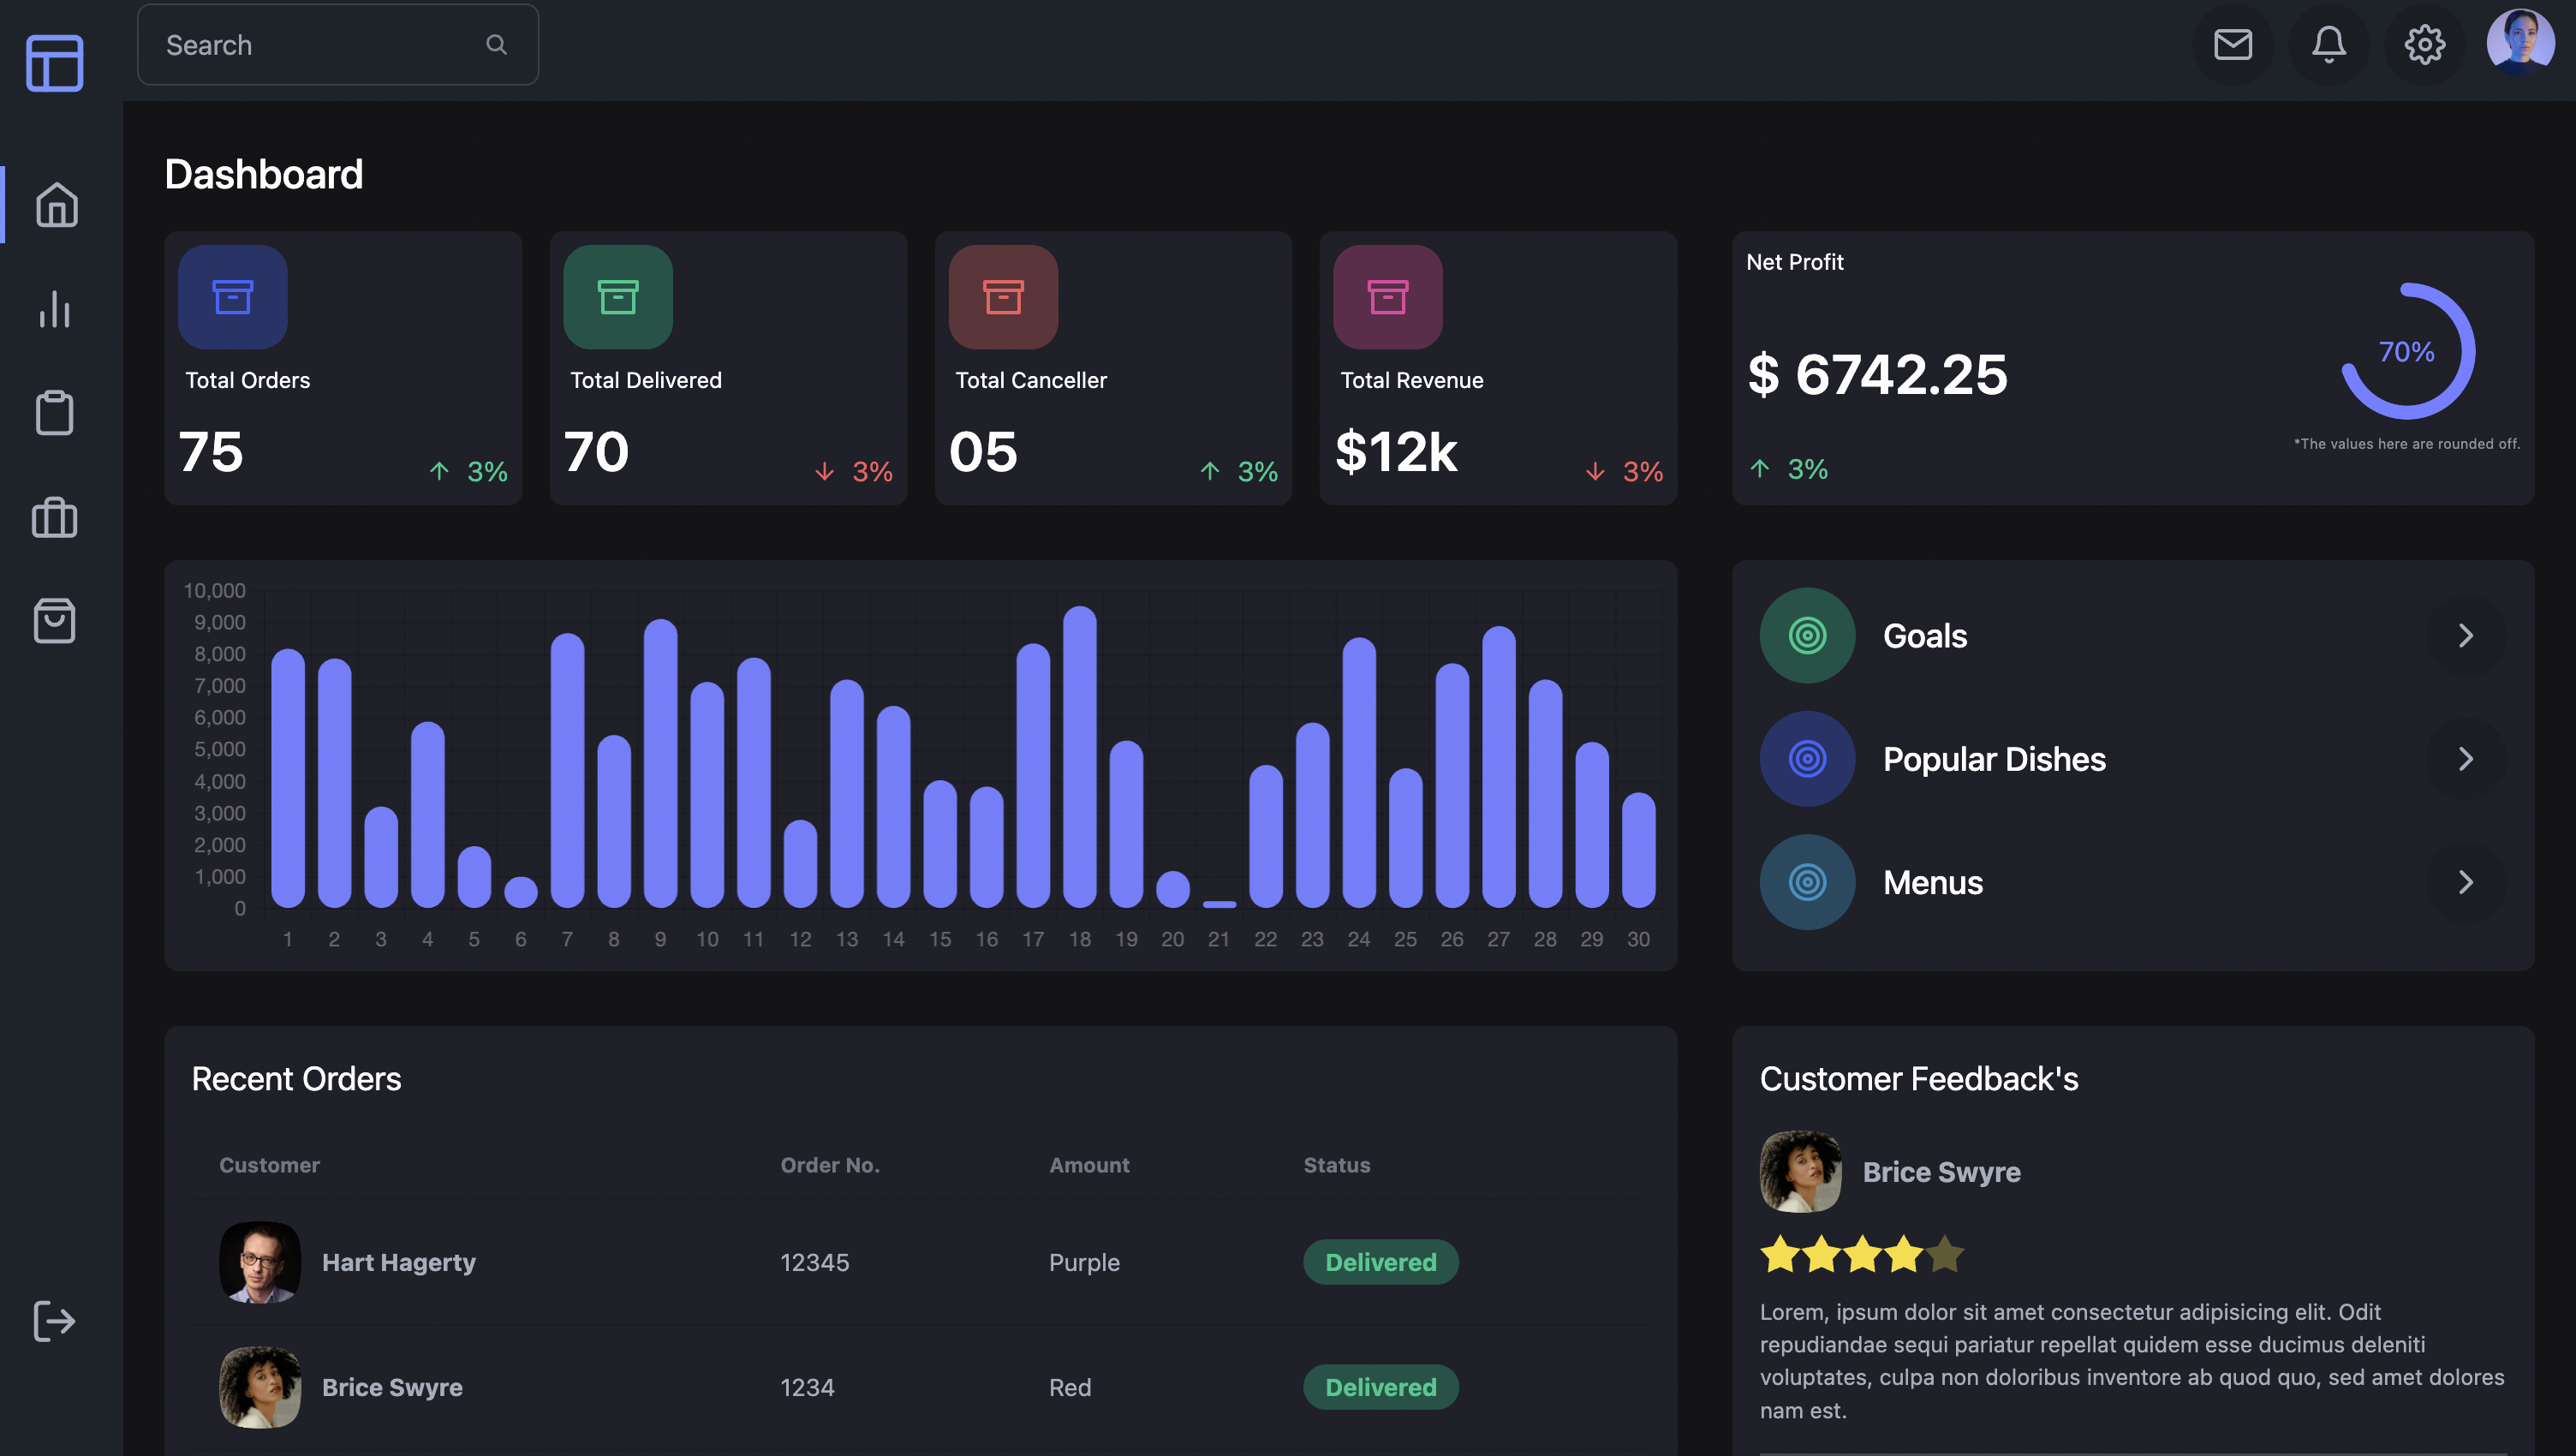 Search
Dashboard
Total Orders
75
3%
Total Delivered
70
3%
Total Canceller
05
3%
Total Revenue
$12k
3%
Net Profit
$ 6742.25
3%
70%
*The values here are rounded off.
10,000
9,000
8,000
7,000
6,000
5,000
4,000
3,000
2,000
1,000
0
1 2 3 4 5 6 7 8 9 10 11 12 13 14 15 16 17 18 19 20 21 22 23 24 25 26 27 28 29 30
Goals
Popular Dishes
Menus
Recent Orders
Customer Order No. Amount Status
Hart Hagerty 12345 Purple Delivered
Brice Swyre 1234 Red Delivered
Customer Feedback's
Brice Swyre
Lorem, ipsum dolor sit amet consectetur adipisicing elit. Odit
repudiandae sequi pariatur repellat quidem esse ducimus deleniti
voluptates, culpa non doloribus inventore ab quod quo, sed amet dolores
nam est.